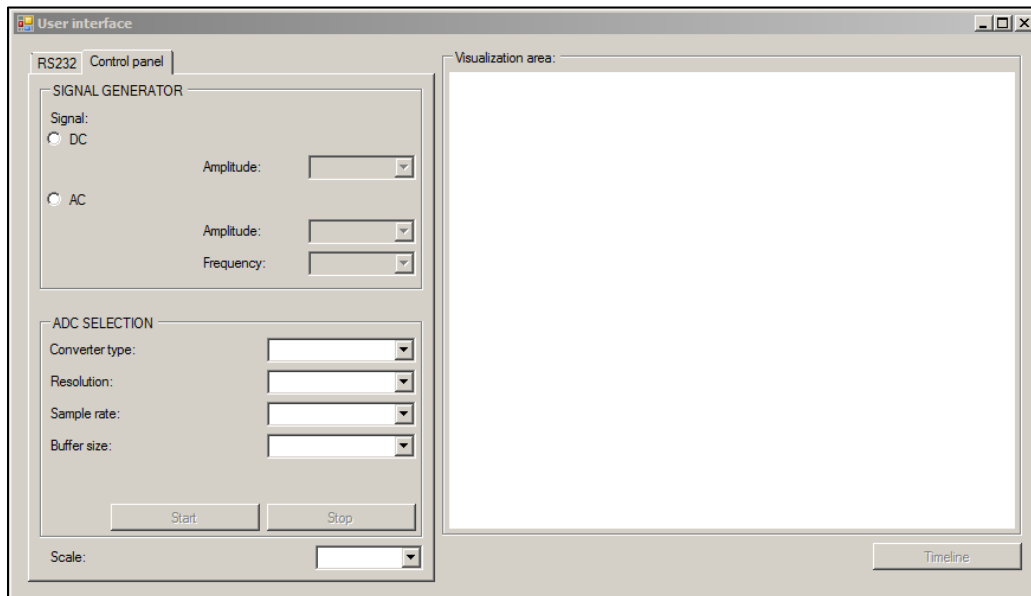 User interface
RS232 Control panel
SIGNAL GENERATOR
Signal:
DC
Amplitude:
AC
Amplitude:
Frequency:
ADC SELECTION
Converter type:
Resolution:
Sample rate:
Buffer size:
Start Stop
Scale:
Visualization area:
Timeline